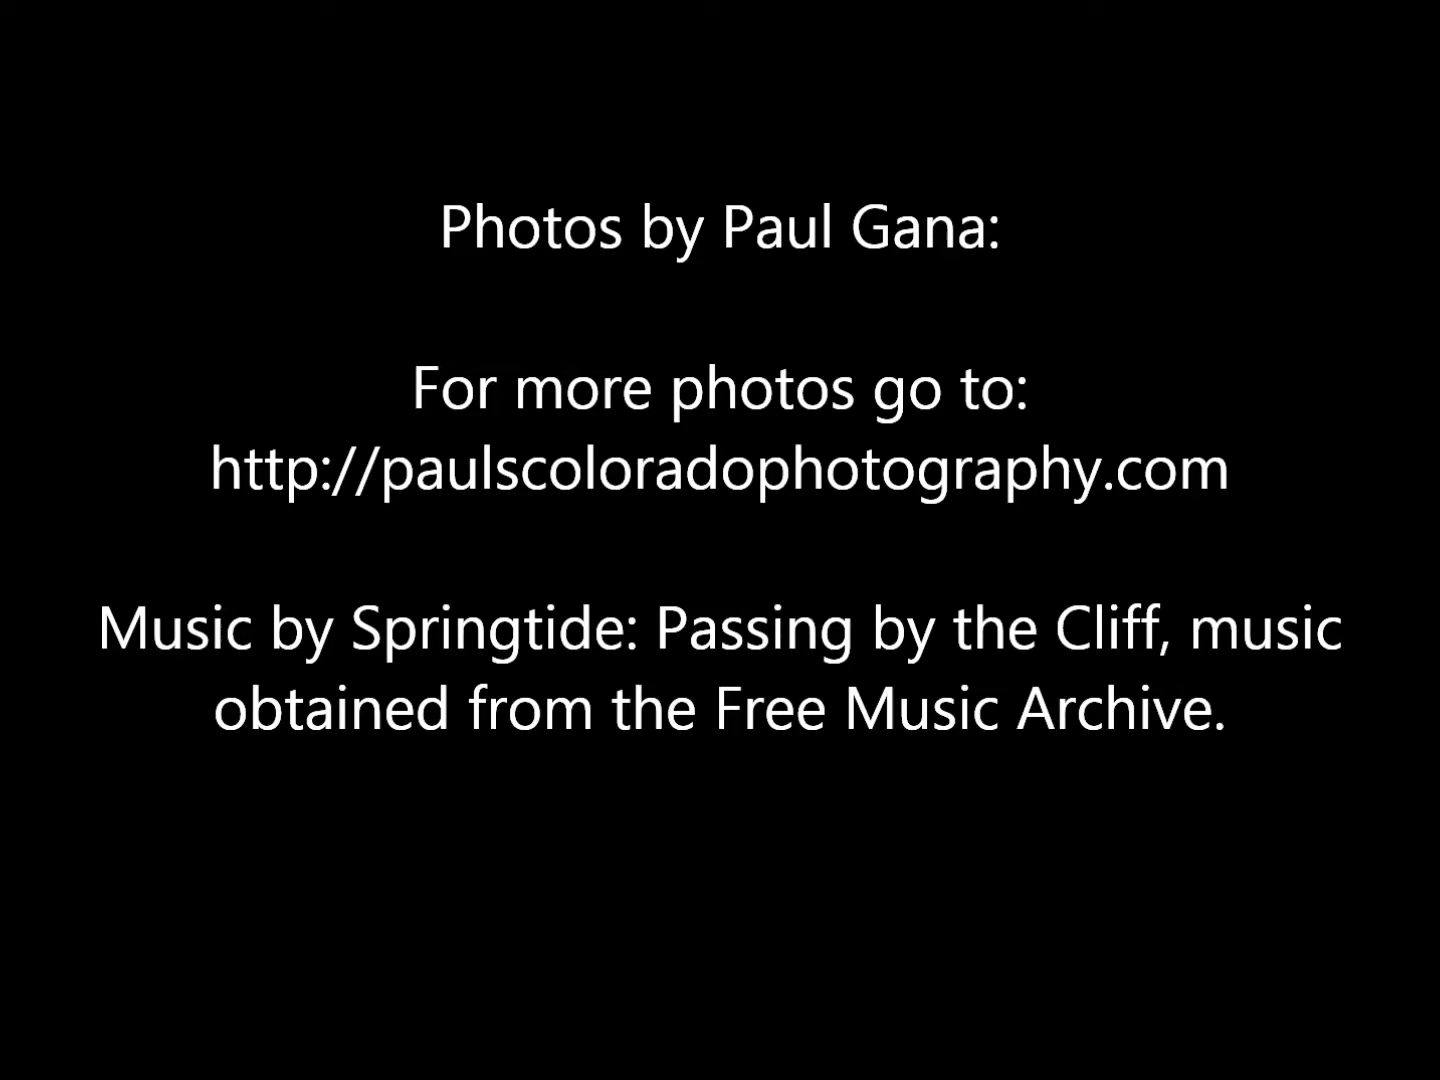 Photos by Paul Gana:
For more photos go to:
http://paulscoloradophotography.com
Music by Springtide: Passing by the Cliff, music
obtained from the Free Music Archive.